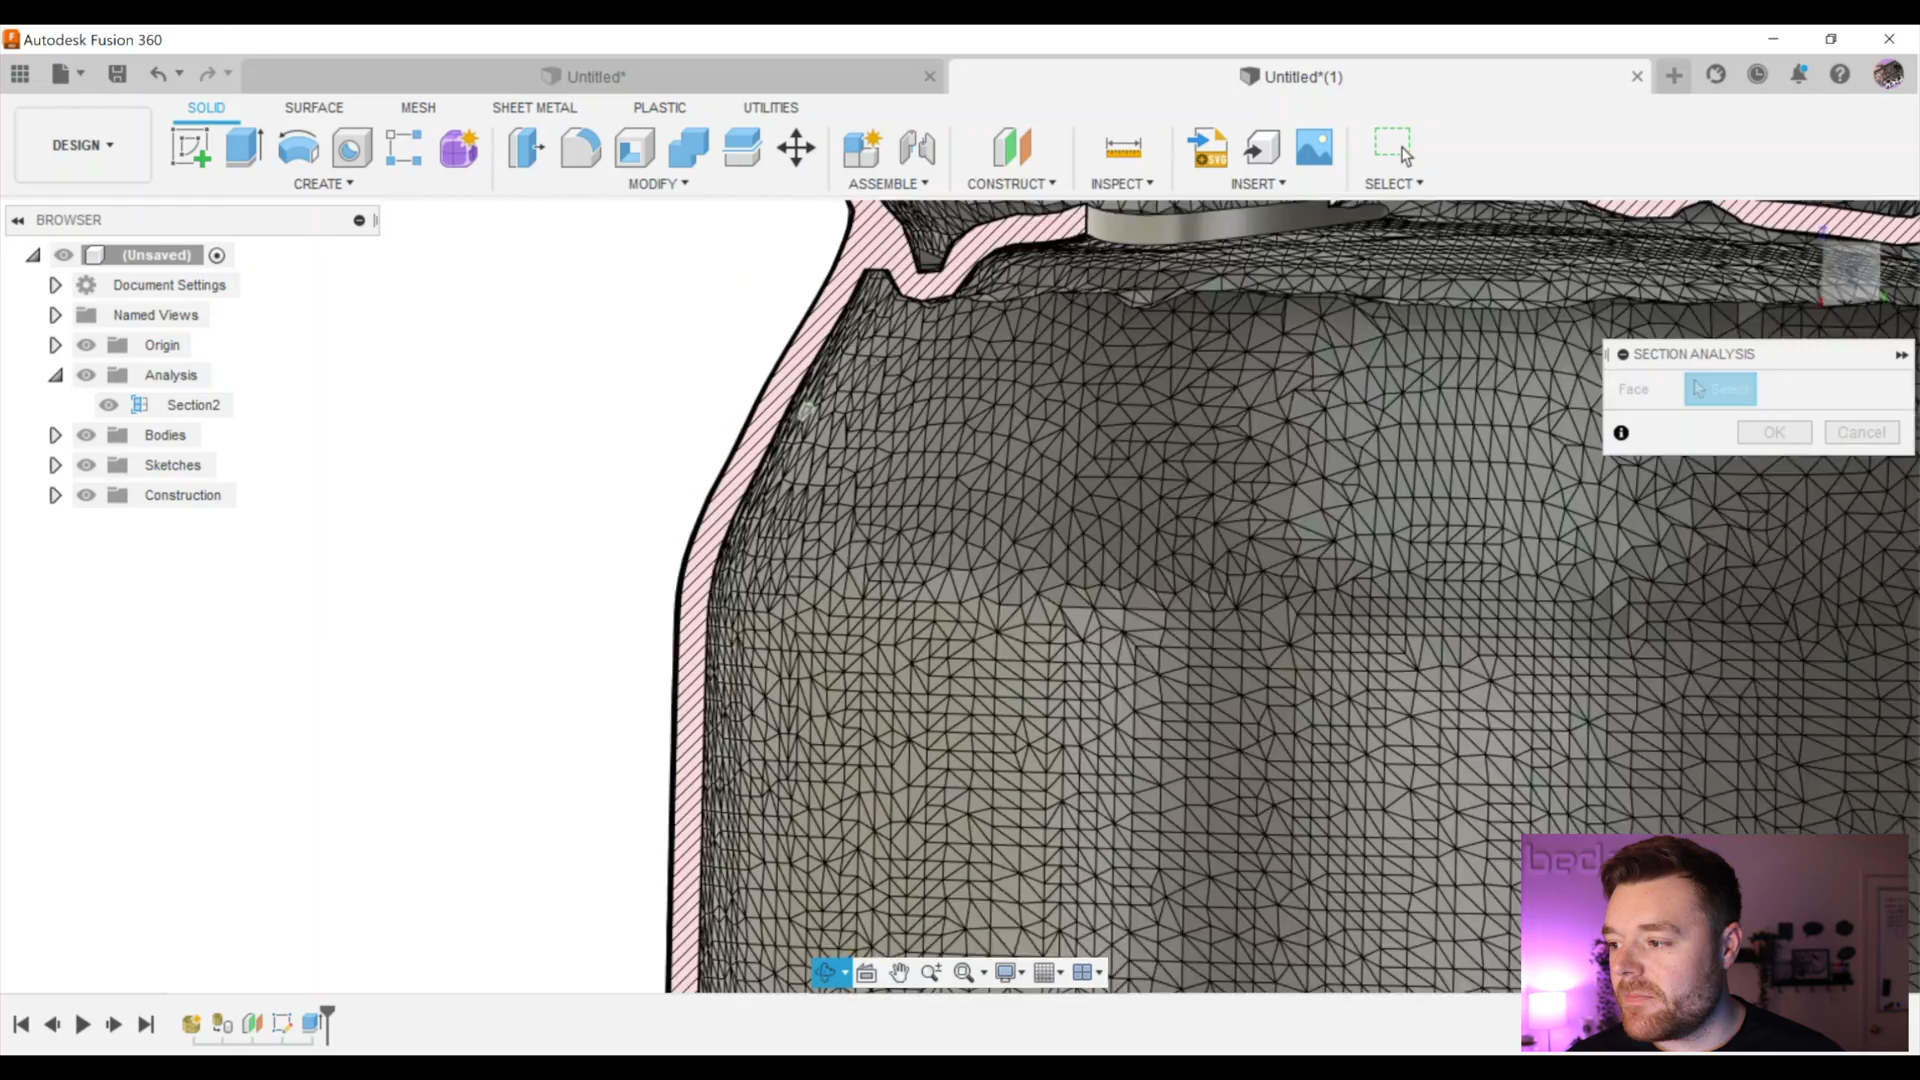 Autodesk Fusion 360
Untitled*
Untitled*(1)
SOLID SURFACE MESH SHEET METAL PLASTIC UTILITIES
DESIGN
CREATE MODIFY ASSEMBLE CONSTRUCT INSPECT INSERT SELECT
SVG
BROWSER
(Unsaved)
Document Settings
Named Views
Origin
Analysis
Section2
Bodies
Sketches
Construction
SECTION ANALYSIS
Face Select
OK Cancel